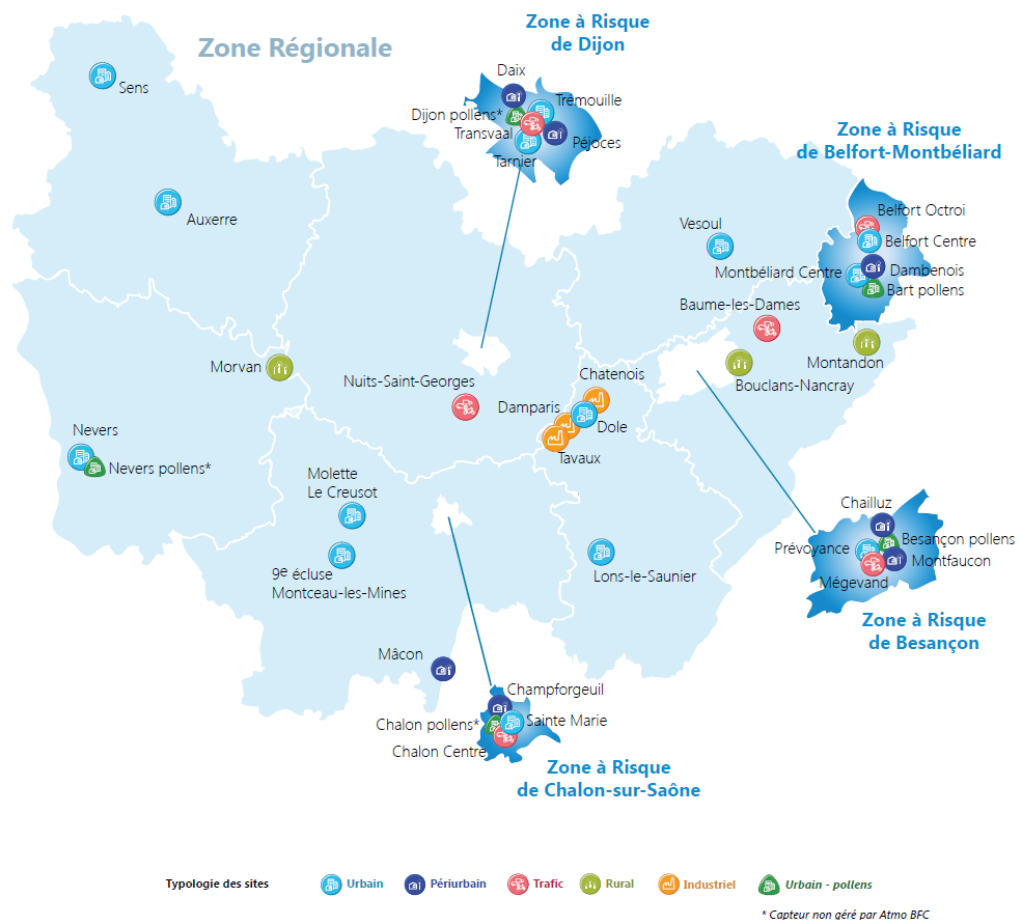 Zone Régionale
Zone à Risque
de Dijon
Sens
Daix
Trémouille
Dijon pollens*
Transvaal
Péjoces
Tarnier
Zone à Risque
de Belfort-Montbéliard
Auxerre
Belfort Octroi
Vesoul
Belfort Centre
Montbéliard Centre
Dambenois
Bart pollens
Baume-les-Dames
Morvan
Montandon
Bouclans-Nancray
Nuits-Saint-Georges
Chatenois
Damparis
Dole
Tavaux
Nevers
Nevers pollens*
Molette
Le Creusot
9e écluse
Montceau-les-Mines
Lons-le-Saunier
Chailluz
Besançon pollens
Prévoyance
Montfaucon
Mégevand
Zone à Risque
de Besançon
Mâcon
Champforgeuil
Chalon pollens*
Sainte Marie
Chalon Centre
Zone à Risque
de Chalon-sur-Saône
Typologie des sites
Urbain
Périurbain
Trafic
Rural
Industriel
Urbain - pollens
* Capteur non géré par Atmo BFC